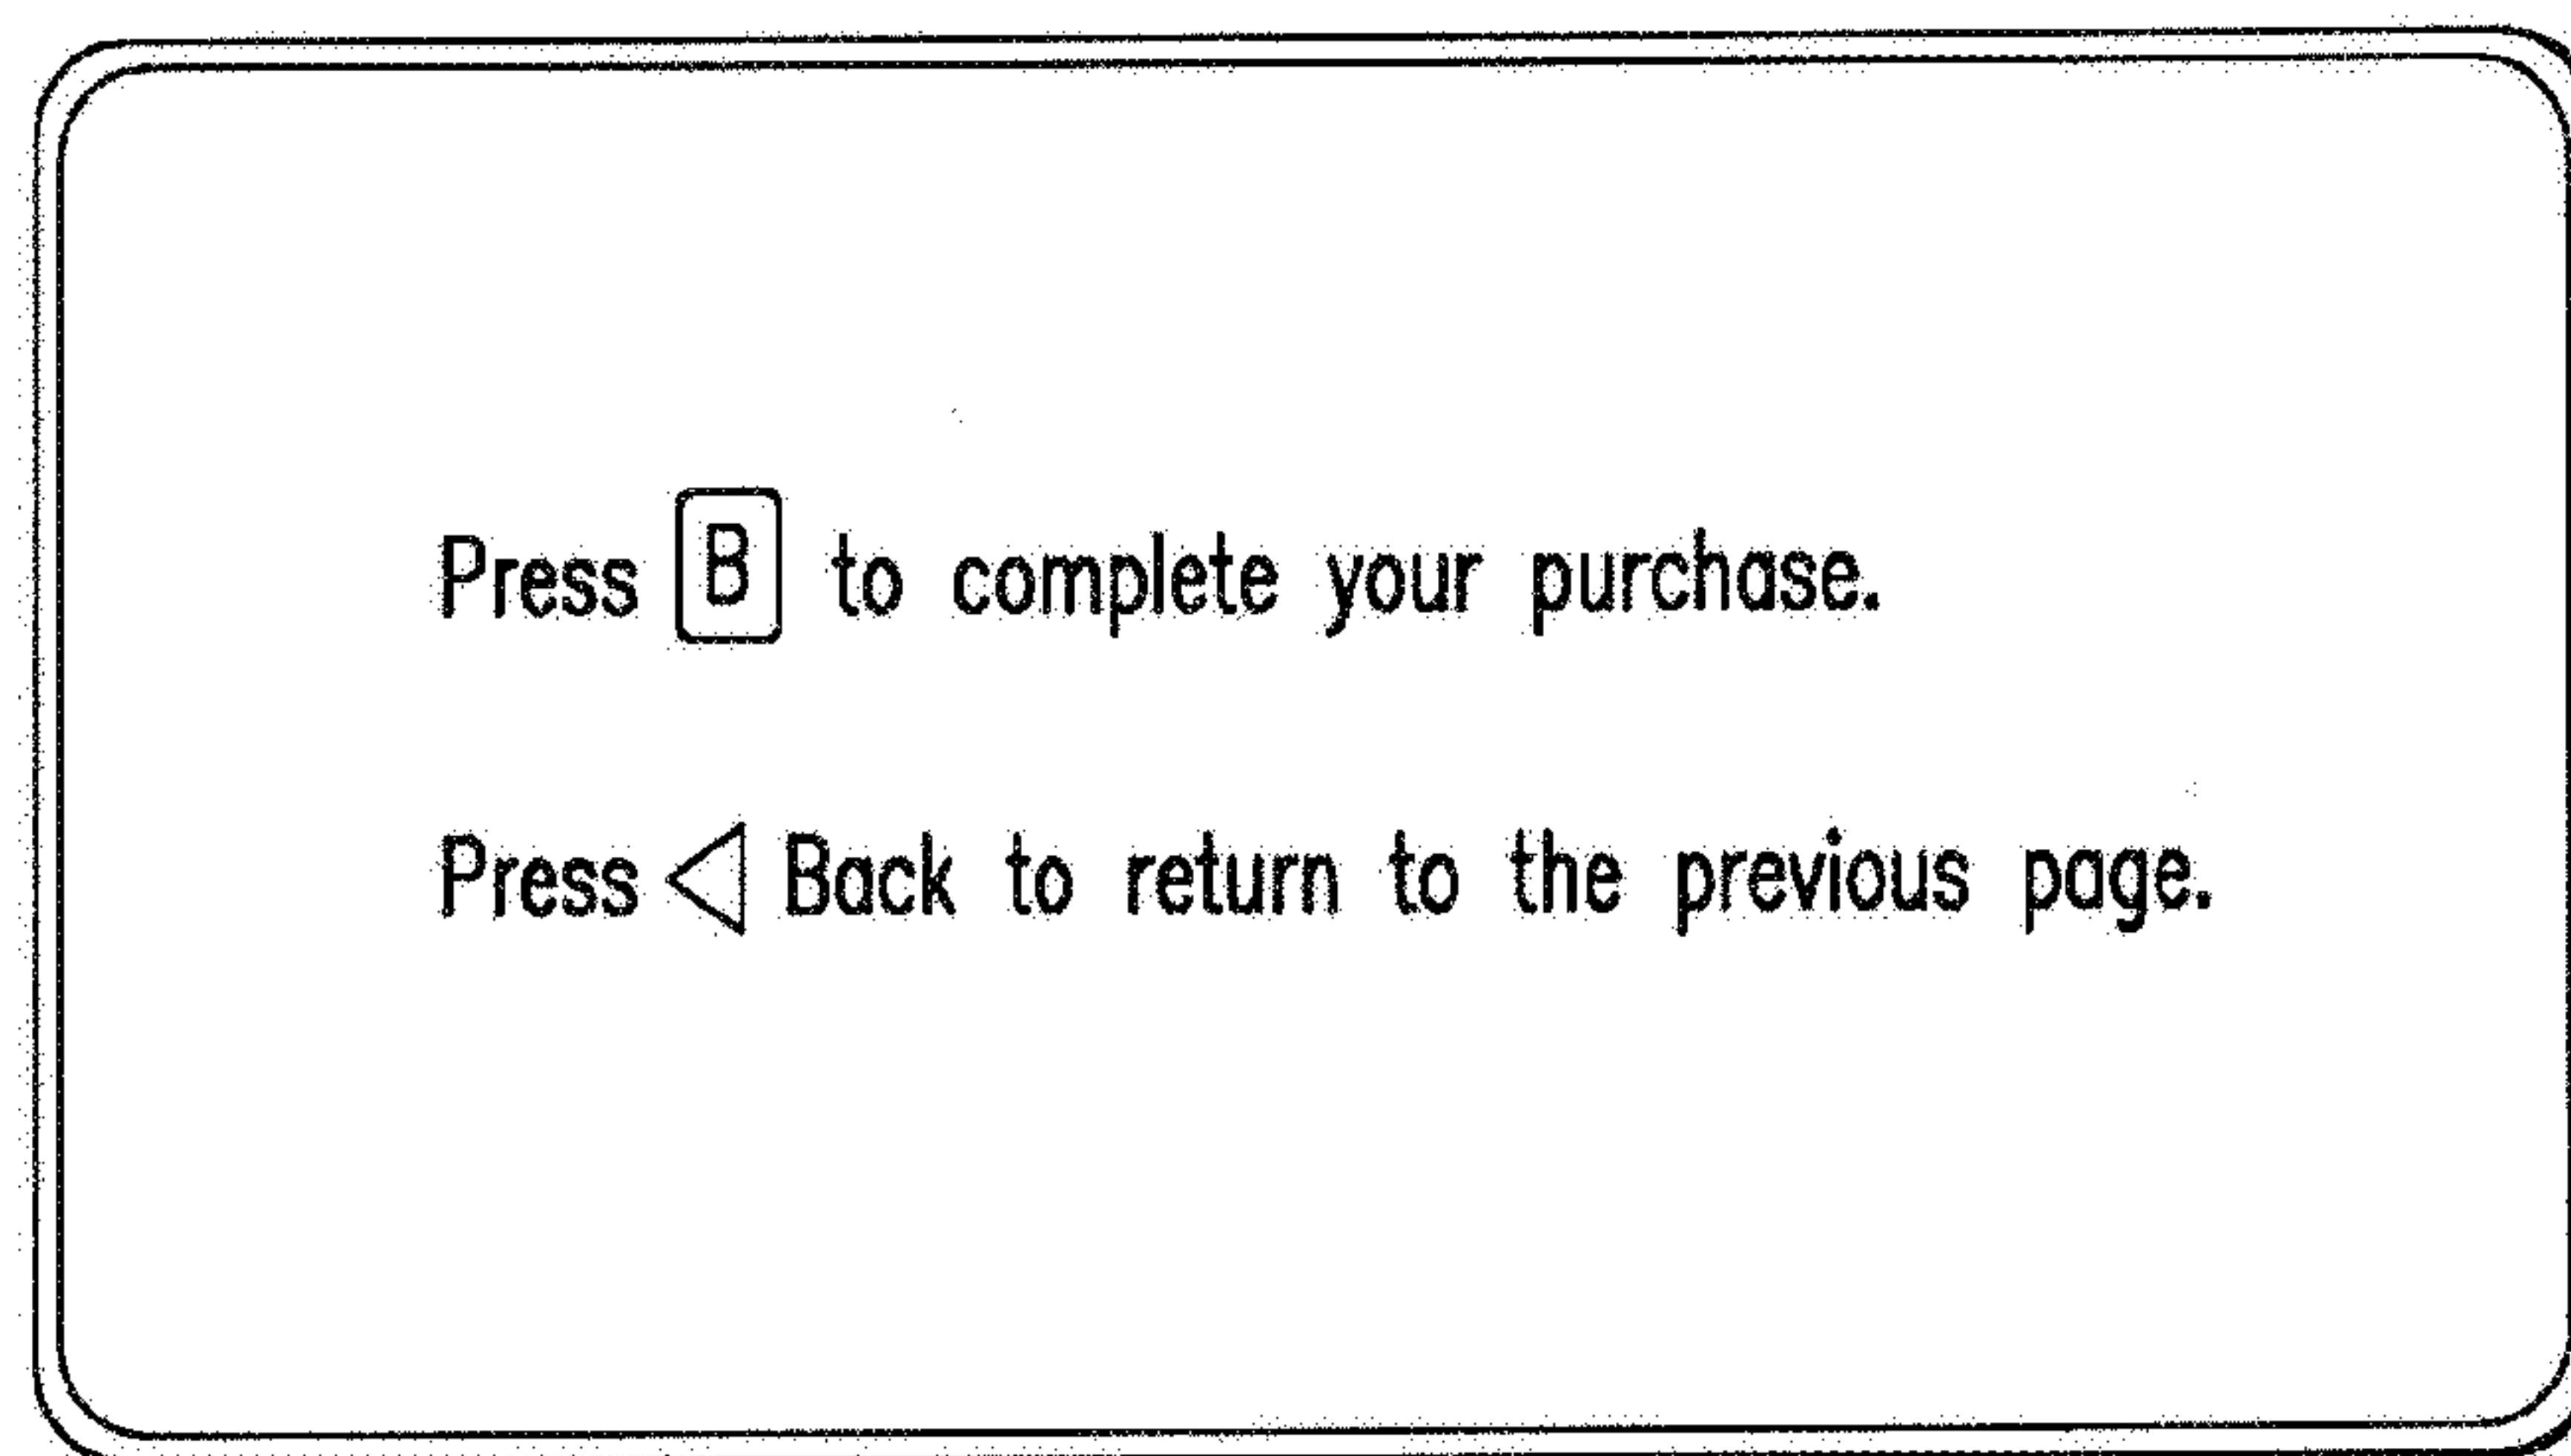 Press B to complete your purchase.
Press ◁ Back to return to the previous page.